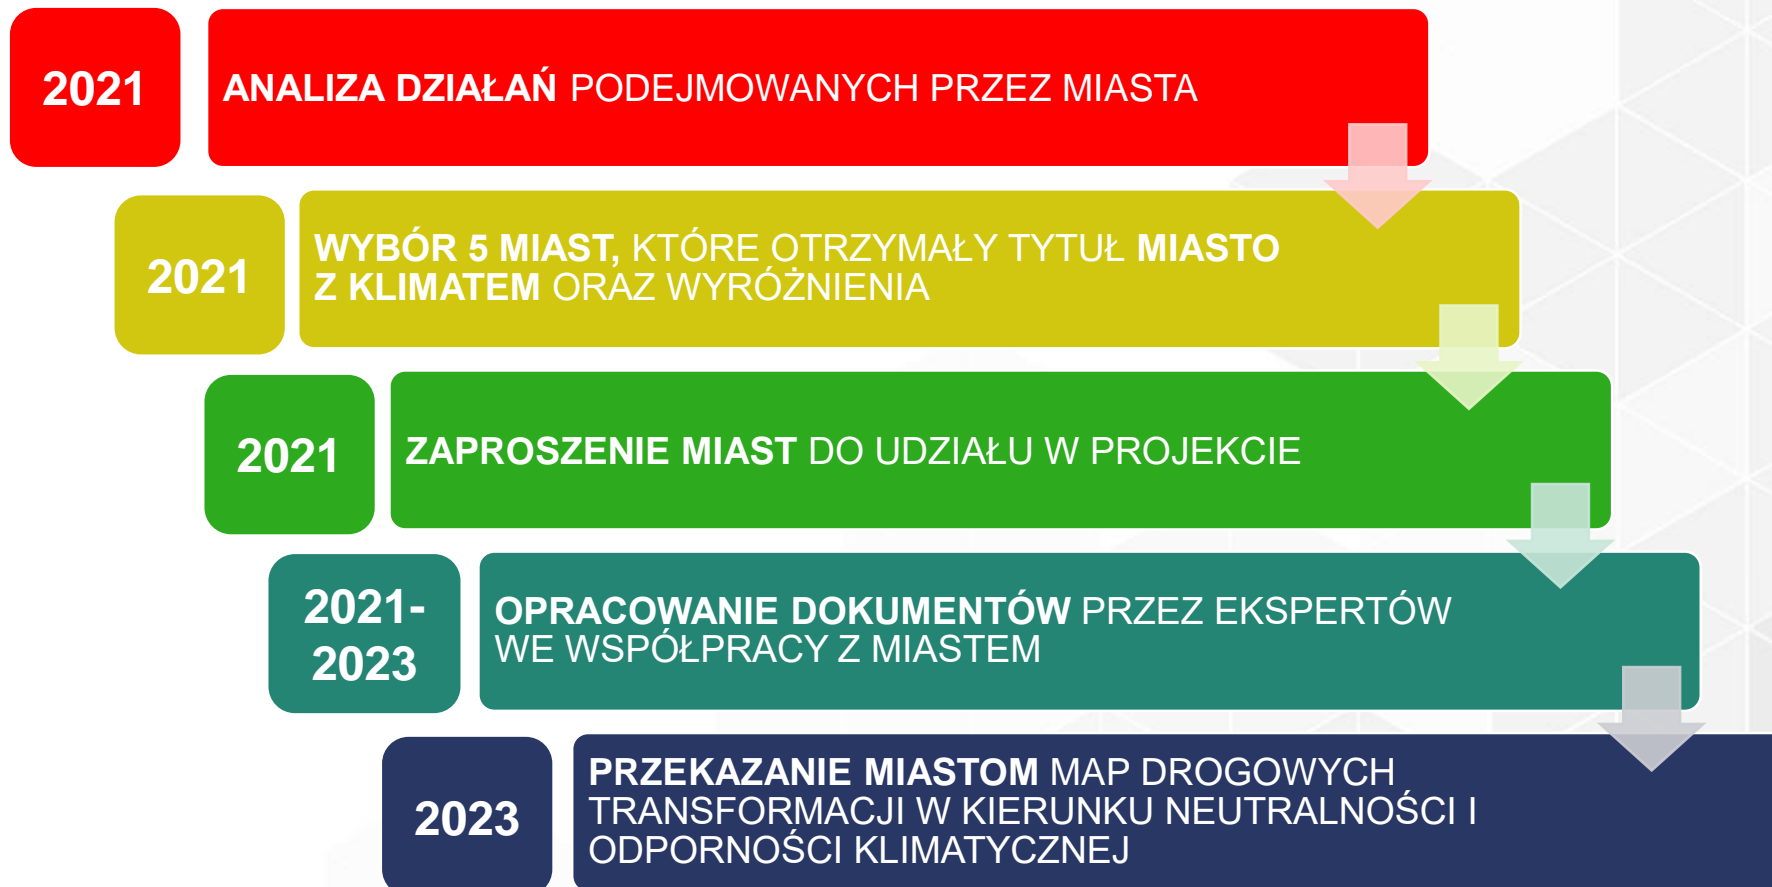 2021
ANALIZA DZIAŁAŃ PODEJMOWANYCH PRZEZ MIASTA
2021
WYBÓR 5 MIAST, KTÓRE OTRZYMAŁY TYTUŁ MIASTO
Z KLIMATEM ORAZ WYRÓŻNIENIA
2021
ZAPROSZENIE MIAST DO UDZIAŁU W PROJEKCIE
2021-
2023
OPRACOWANIE DOKUMENTÓW PRZEZ EKSPERTÓW
WE WSPÓŁPRACY Z MIASTEM
2023
PRZEKAZANIE MIASTOM MAP DROGOWYCH
TRANSFORMACJI W KIERUNKU NEUTRALNOŚCI I
ODPORNOŚCI KLIMATYCZNEJ